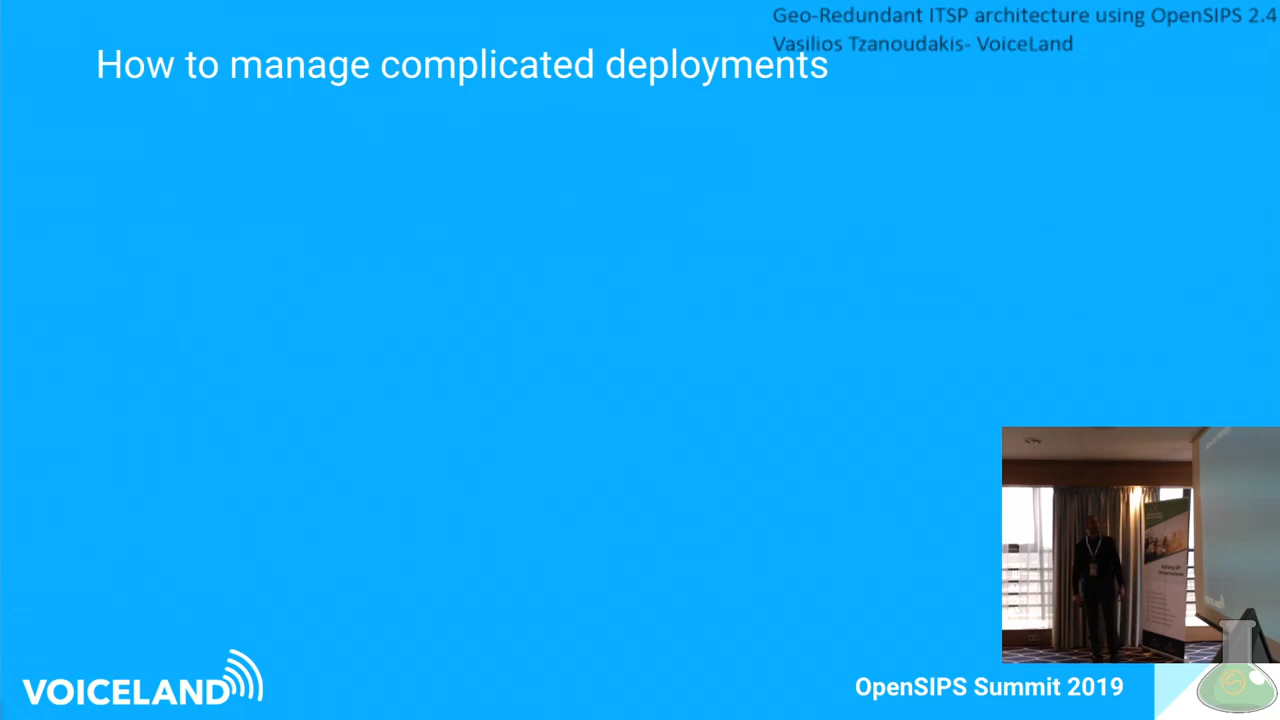 Geo-Redundant ITSP architecture using OpenSIPS 2.4
Vasilios Tzanoudakis- VoiceLand
How to manage complicated deployments
VOICELAND
OpenSIPS Summit 2019